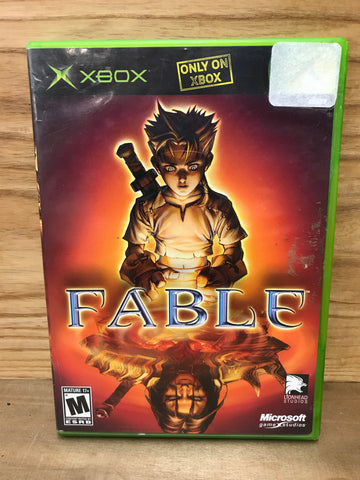 XBOX
ONLY ON
XBOX
FABLE
MATURE 17+
M
ESRB
LIONHEAD
STUDIOS
Microsoft
game studios